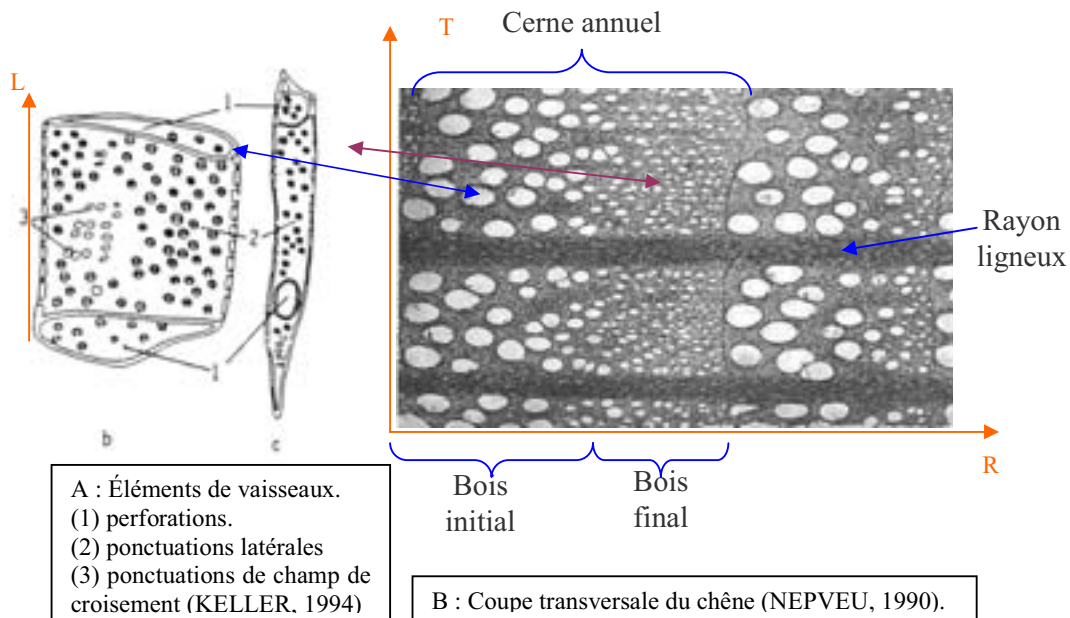 T
Cerne annuel
L
1
3
2
1
b
c
Rayon
ligneux
R
Bois
initial
Bois
final
A : Éléments de vaisseaux.
(1) perforations.
(2) ponctuations latérales
(3) ponctuations de champ de
croisement (KELLER, 1994)
B : Coupe transversale du chêne (NEPVEU, 1990).